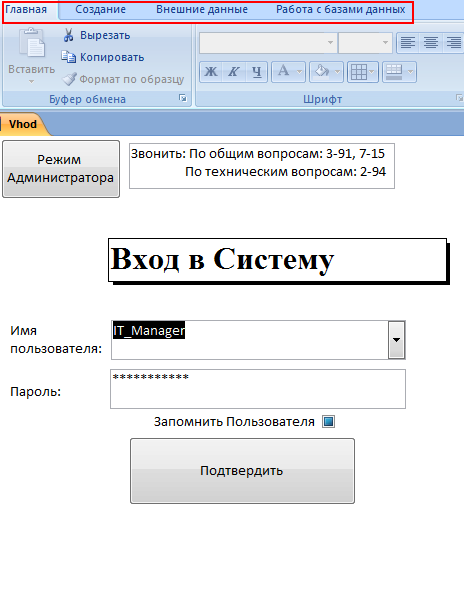 Главная Создание Внешние данные Работа с базами данных
Вырезать
Копировать
Вставить
Формат по образцу
Буфер обмена
Ж К Ч А
Шрифт
Vhod
Режим
Администратора
Звонить: По общим вопросам: 3-91, 7-15
По техническим вопросам: 2-94
Вход в Систему
Имя
пользователя:
IT_Manager
Пароль:
***********
Запомнить Пользователя
Подтвердить